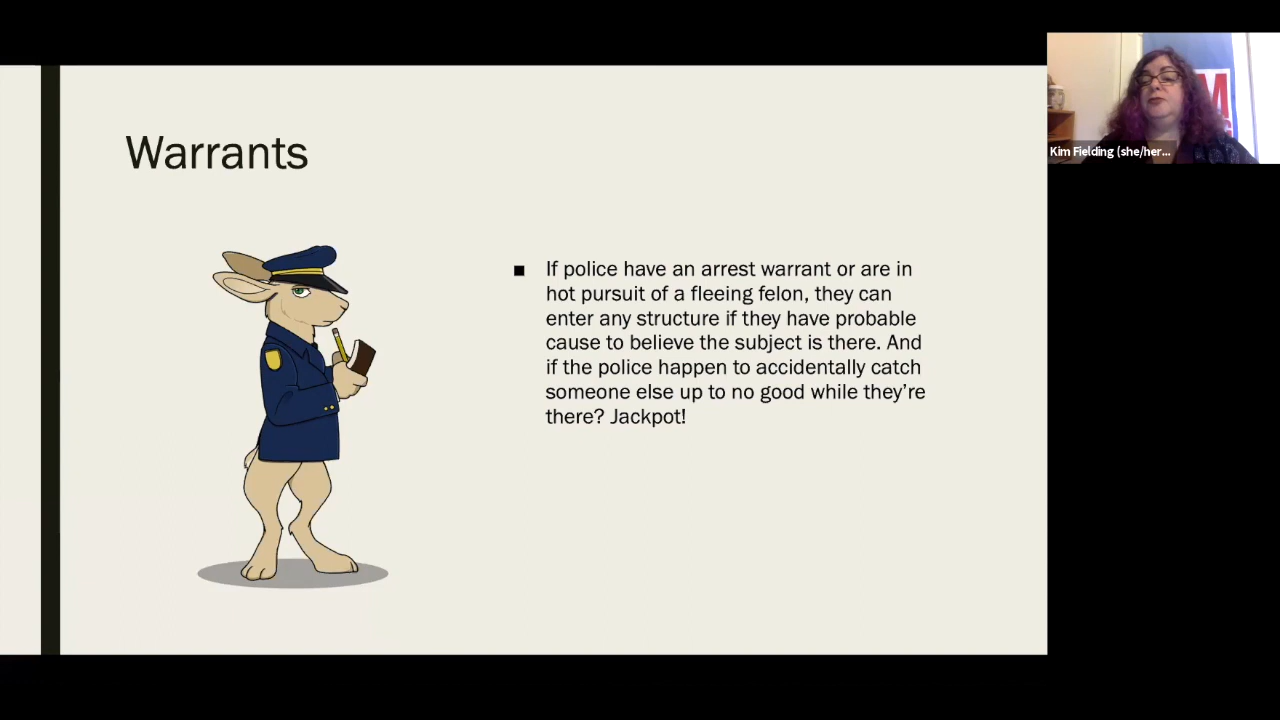 Warrants
■ If police have an arrest warrant or are in
hot pursuit of a fleeing felon, they can
enter any structure if they have probable
cause to believe the subject is there. And
if the police happen to accidentally catch
someone else up to no good while they’re
there? Jackpot!
M
Kim Fielding (she/her...